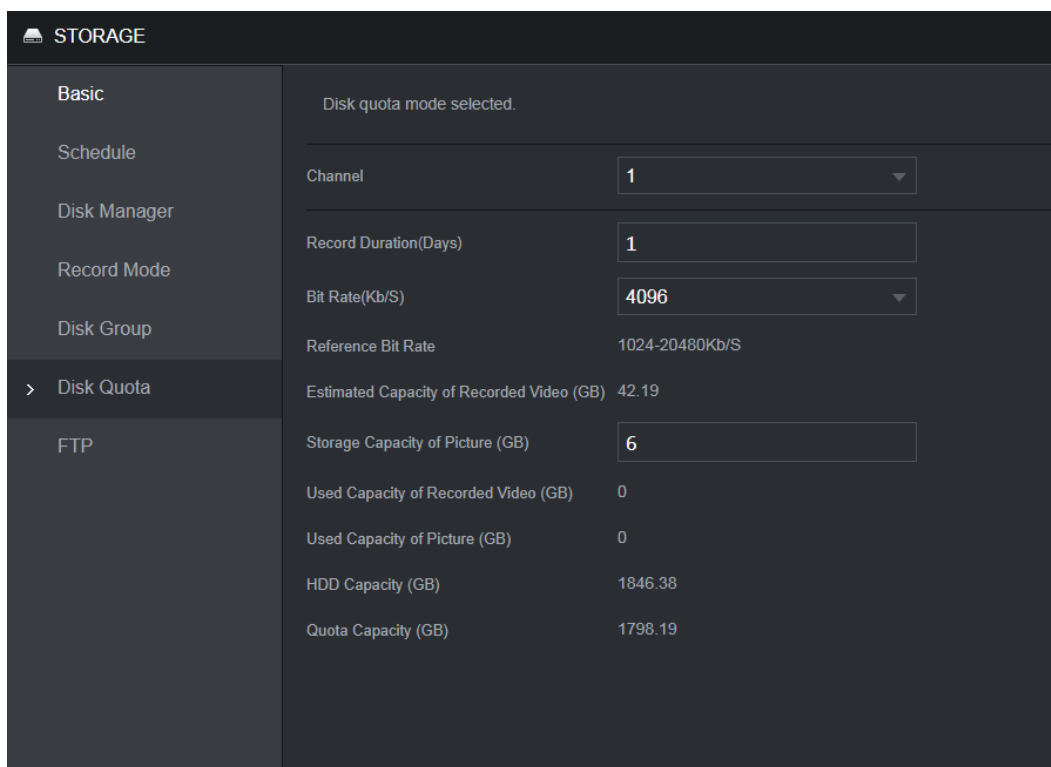 STORAGE
Basic
Schedule
Disk Manager
Record Mode
Disk Group
Disk Quota
FTP
Disk quota mode selected.
Channel 1
Record Duration(Days) 1
Bit Rate(Kb/S) 4096
Reference Bit Rate 1024-20480Kb/S
Estimated Capacity of Recorded Video (GB) 42.19
Storage Capacity of Picture (GB) 6
Used Capacity of Recorded Video (GB) 0
Used Capacity of Picture (GB) 0
HDD Capacity (GB) 1846.38
Quota Capacity (GB) 1798.19